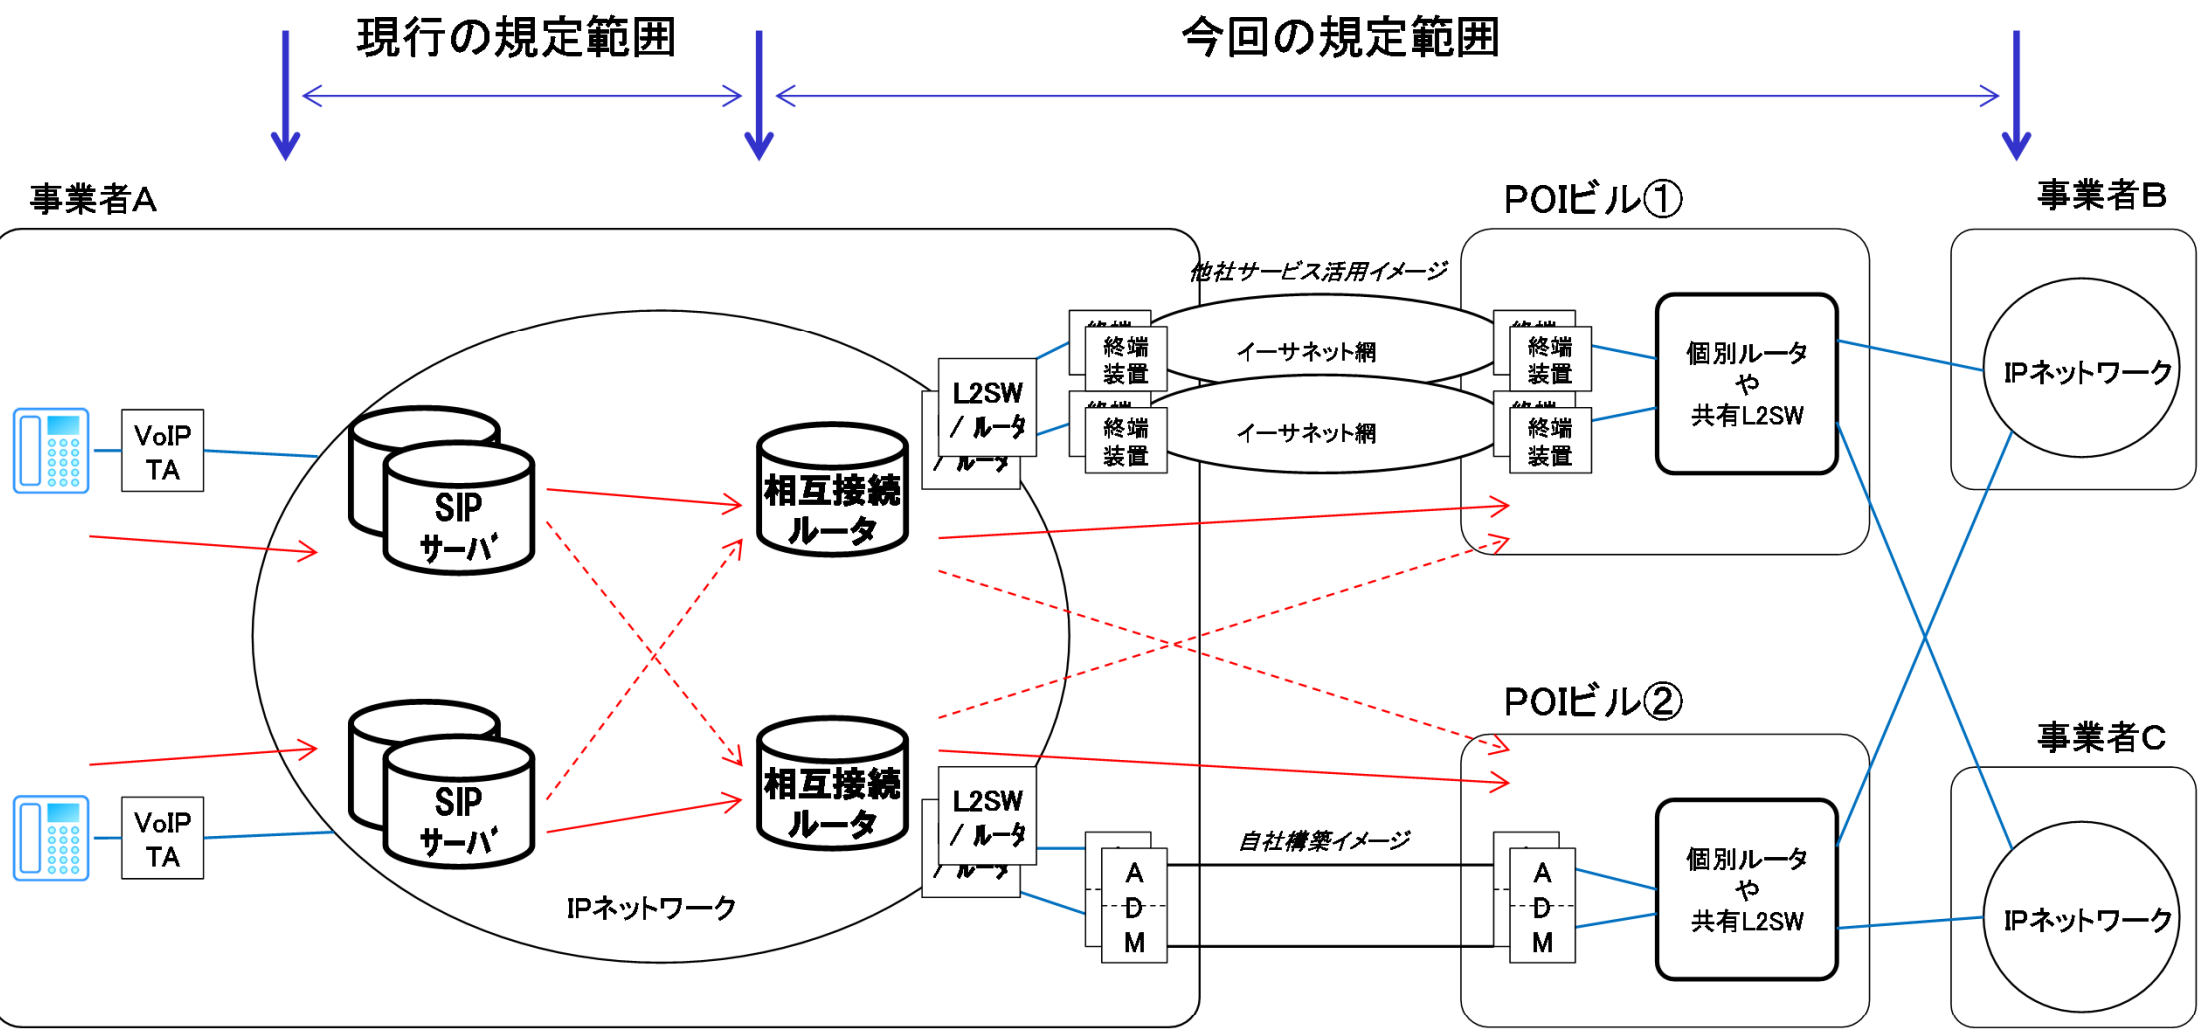 現行の規定範囲
今回の規定範囲
事業者A
POIビル①
事業者B
他社サービス活用イメージ
終端
装置
イーサネット網
終端
装置
終端
装置
イーサネット網
終端
装置
個別ルータ
や
共有L2SW
IPネットワーク
L2SW
/ ルータ
/ ルータ
VoIP
TA
SIP
サーバ
相互接続
ルータ
POIビル②
事業者C
VoIP
TA
SIP
サーバ
相互接続
ルータ
L2SW
/ ルータ
/ ルータ
自社構築イメージ
A
D
M
A
D
M
個別ルータ
や
共有L2SW
IPネットワーク
IPネットワーク